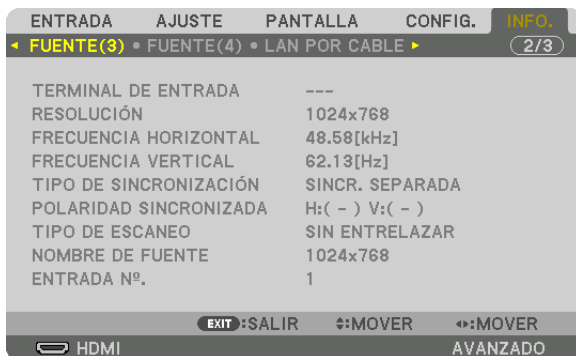 ENTRADA AJUSTE PANTALLA CONFIG. INFO.
FUENTE(3) • FUENTE(4) • LAN POR CABLE 2/3
TERMINAL DE ENTRADA ---
RESOLUCIÓN 1024x768
FRECUENCIA HORIZONTAL 48.58[kHz]
FRECUENCIA VERTICAL 62.13[Hz]
TIPO DE SINCRONIZACIÓN SINCR. SEPARADA
POLARIDAD SINCRONIZADA H:( - ) V:( - )
TIPO DE ESCANEO SIN ENTRELAZAR
NOMBRE DE FUENTE 1024x768
ENTRADA Nº. 1
EXIT :SALIR :MOVER :MOVER
HDMI AVANZADO